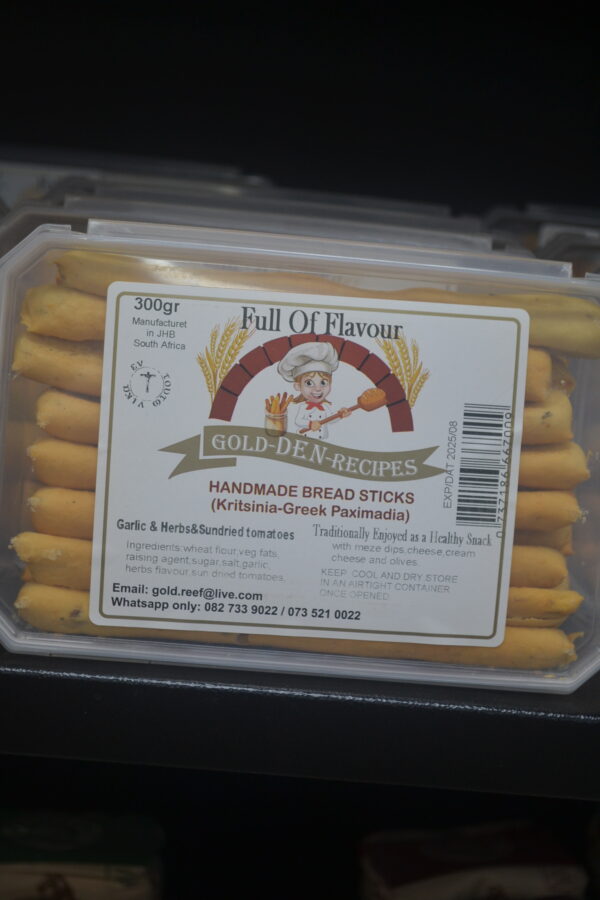 300gr
Manufacturet
in JHB
South Africa
Full Of Flavour
GOLD-DEN-RECIPES
HANDMADE BREAD STICKS
(Kritsinia-Greek Paximadia)
Garlic & Herbs&Sundried tomatoes
Ingredients:wheat flour,veg fats,
raising agent,sugar,salt,garlic,
herbs flavour,sun dried tomatoes.
Traditionally Enjoyed as a Healthy Snack
with meze dips,cheese,cream
cheese and olives.
KEEP COOL AND DRY STORE
IN AN AIRTIGHT CONTAINER
ONCE OPENED
Email: gold.reef@live.com
Whatsapp only: 082 733 9022 / 073 521 0022
EXP/DAT 2025/08